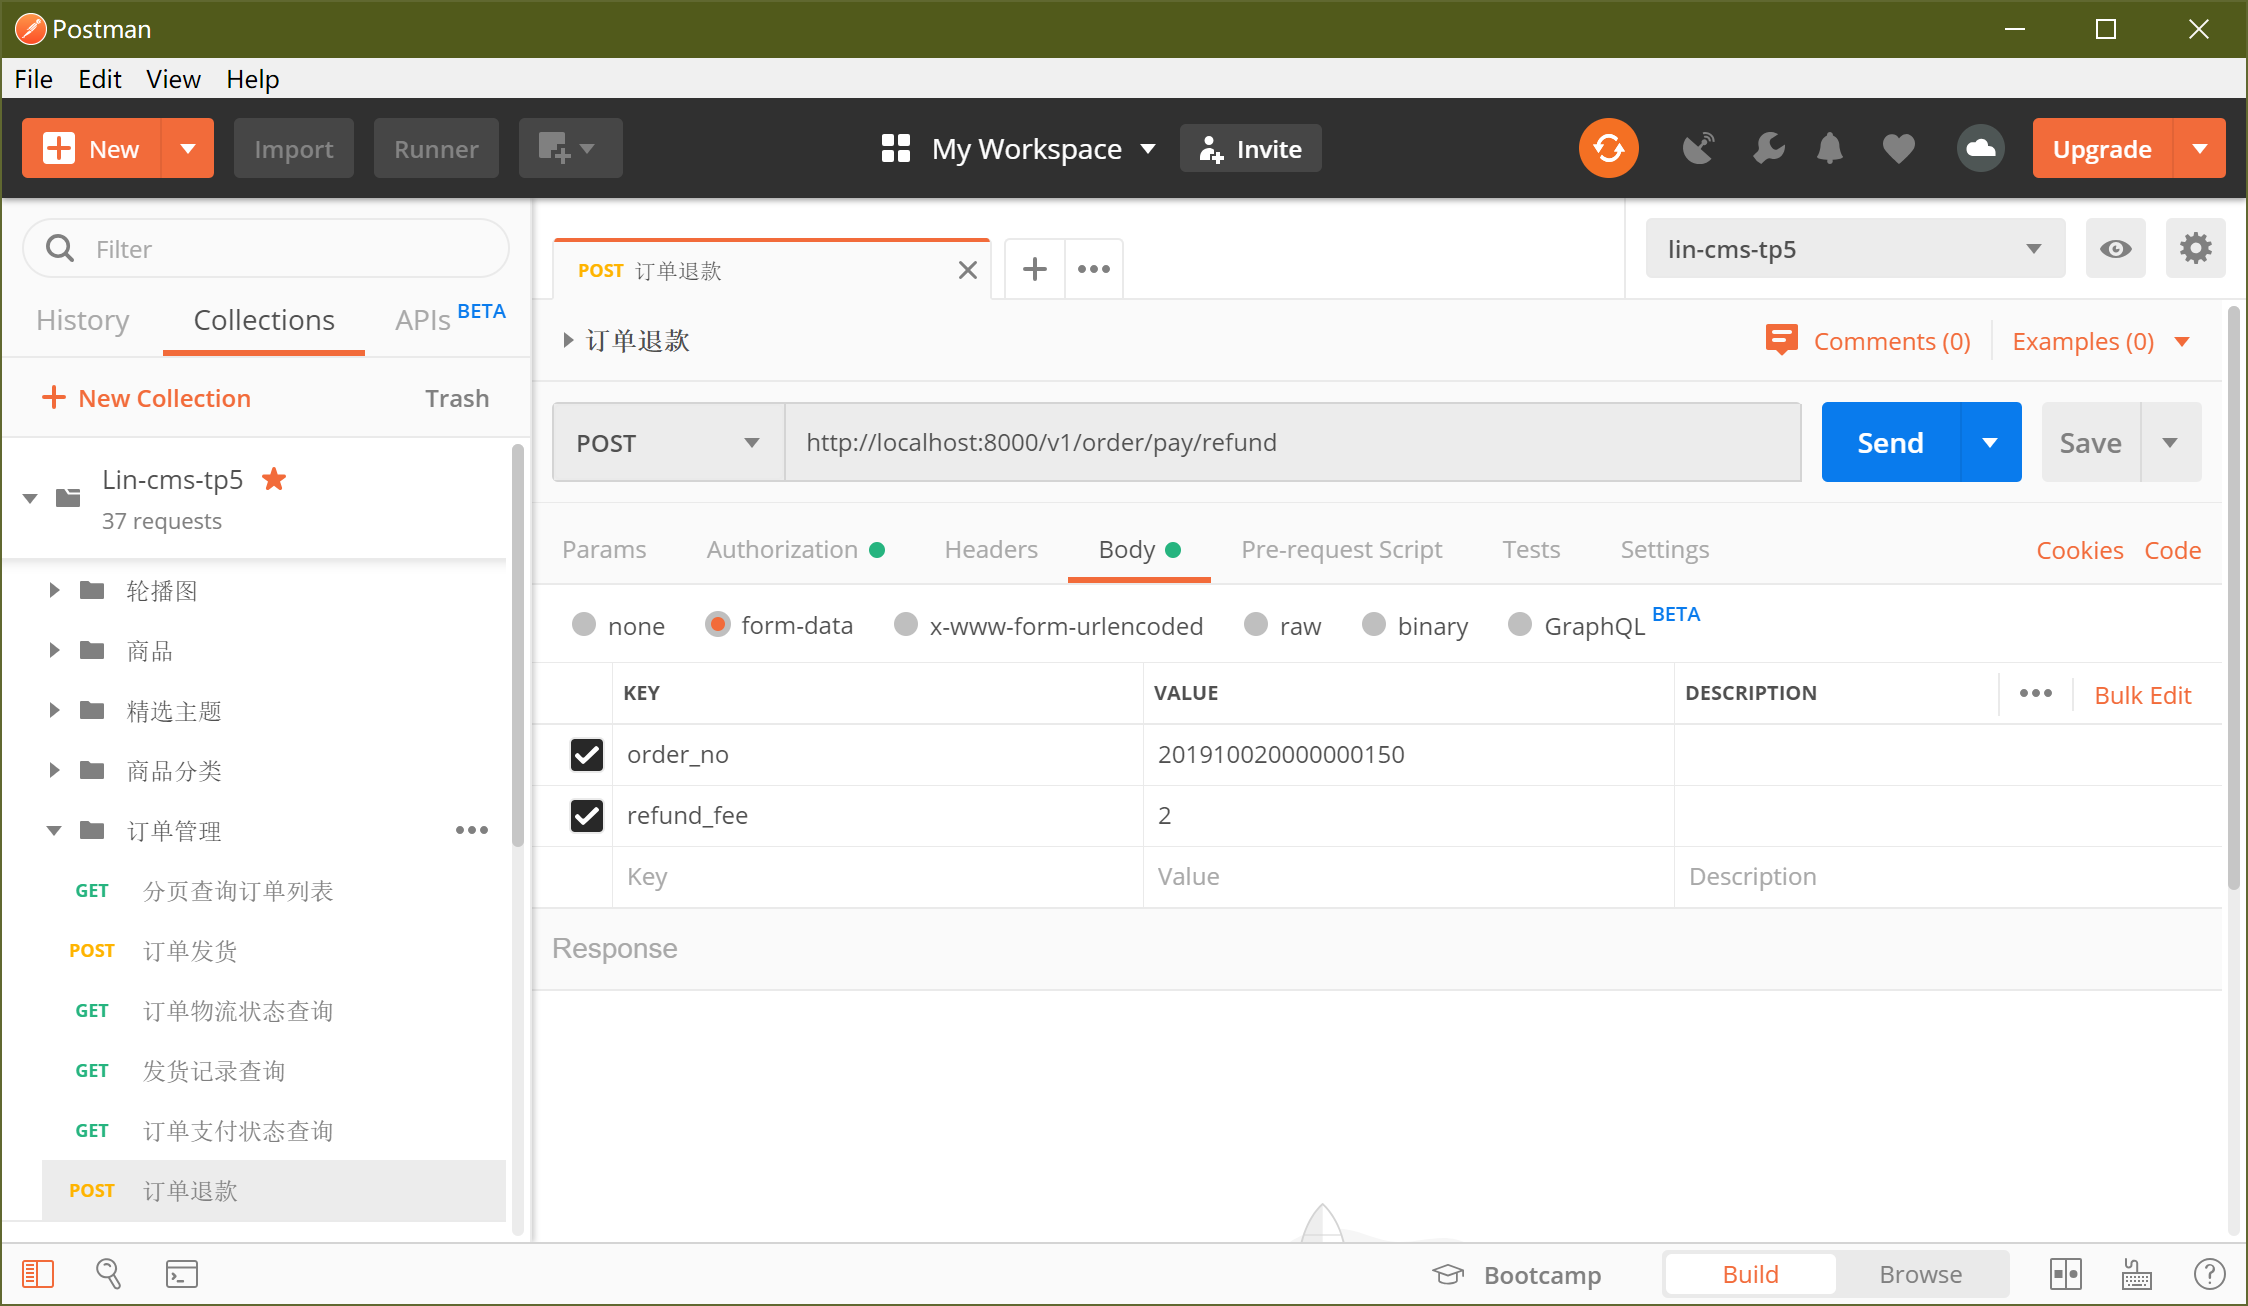 Postman
File Edit View Help
New Import Runner My Workspace Invite Upgrade
Filter
History Collections APIs BETA
New Collection Trash
Lin-cms-tp5
37 requests
轮播图
商品
精选主题
商品分类
订单管理
GET 分页查询订单列表
POST 订单发货
GET 订单物流状态查询
GET 发货记录查询
GET 订单支付状态查询
POST 订单退款
POST 订单退款
lin-cms-tp5
订单退款 Comments (0) Examples (0)
POST http://localhost:8000/v1/order/pay/refund Send Save
Params Authorization Headers Body Pre-request Script Tests Settings Cookies Code
none form-data x-www-form-urlencoded raw binary GraphQL BETA
KEY VALUE DESCRIPTION Bulk Edit
order_no 201910020000000150
refund_fee 2
Key Value Description
Response
Bootcamp Build Browse